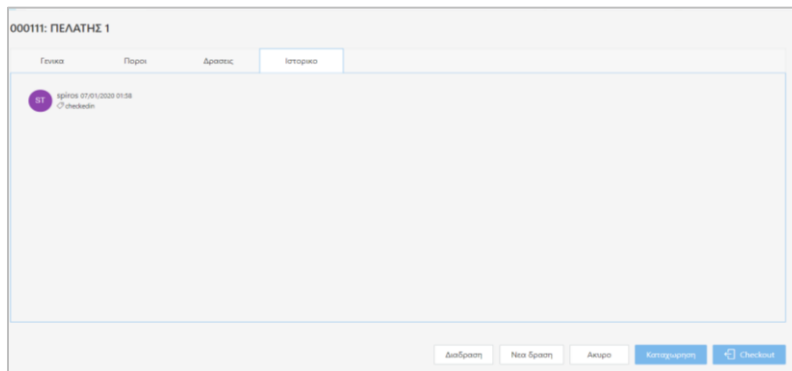 000111: ΠΕΛΑΤΗΣ 1
Γενικα Ποροι Δρασεις Ιστορικο
ST spiros 07/01/2020 01:58
checkedin
Διαδραση Νεα δραση Ακυρο Καταχωρηση Checkout